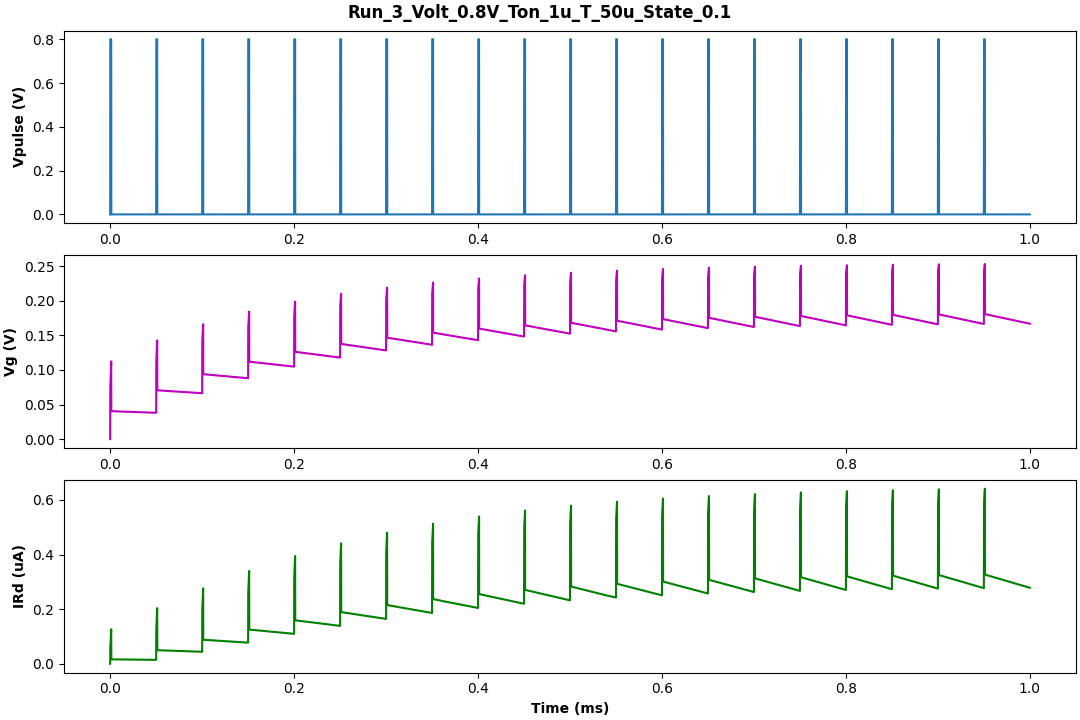 Run_3_Volt_0.8V_Ton_1u_T_50u_State_0.1
Vpulse (V)
0.8
0.6
0.4
0.2
0.0
0.0 0.2 0.4 0.6 0.8 1.0
Vg (V)
0.25
0.20
0.15
0.10
0.05
0.00
0.0 0.2 0.4 0.6 0.8 1.0
IRd (uA)
0.6
0.4
0.2
0.0
0.0 0.2 0.4 0.6 0.8 1.0
Time (ms)